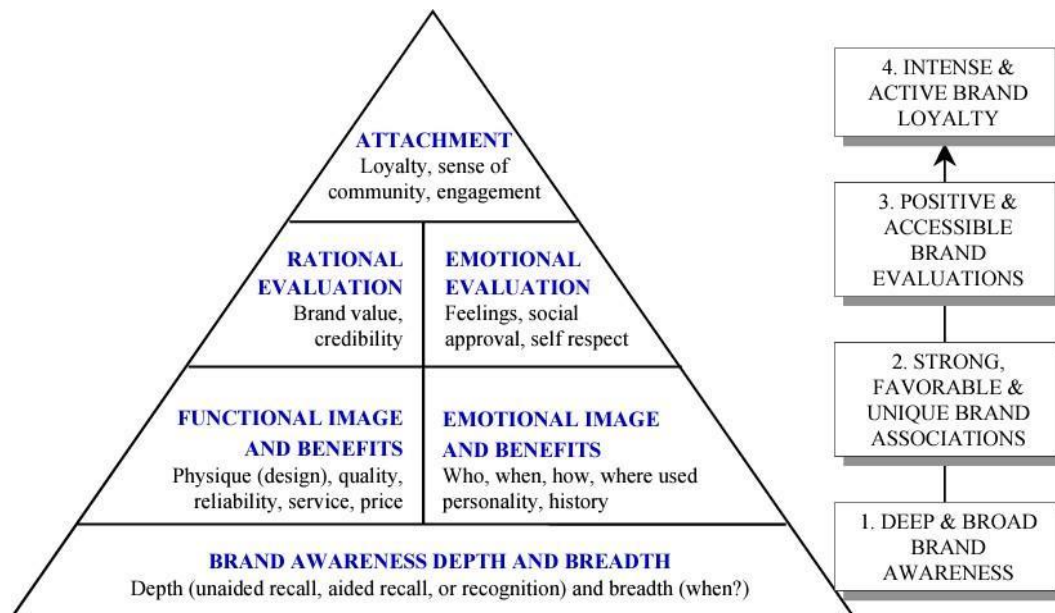 ATTACHMENT
Loyalty, sense of
community, engagement
RATIONAL
EVALUATION
Brand value,
credibility
EMOTIONAL
EVALUATION
Feelings, social
approval, self respect
FUNCTIONAL IMAGE
AND BENEFITS
Physique (design), quality,
reliability, service, price
EMOTIONAL IMAGE
AND BENEFITS
Who, when, how, where used
personality, history
BRAND AWARENESS DEPTH AND BREADTH
Depth (unaided recall, aided recall, or recognition) and breadth (when?)
4. INTENSE &
ACTIVE BRAND
LOYALTY
3. POSITIVE &
ACCESSIBLE
BRAND
EVALUATIONS
2. STRONG,
FAVORABLE &
UNIQUE BRAND
ASSOCIATIONS
1. DEEP & BROAD
BRAND
AWARENESS